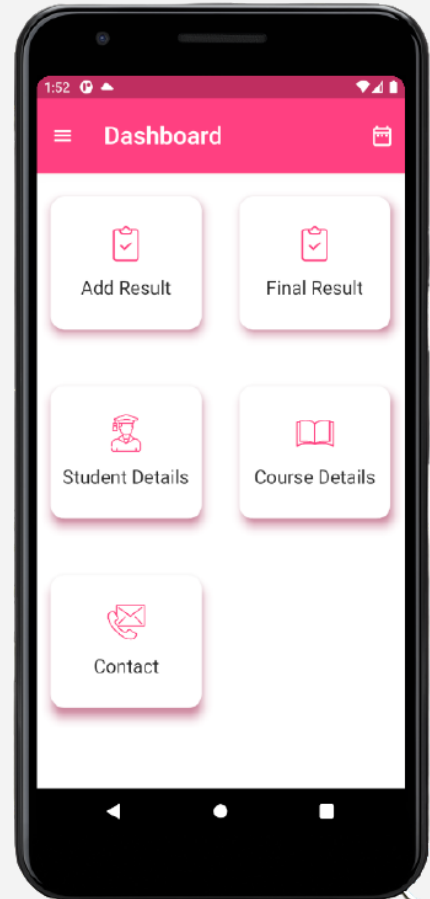 1:52
Dashboard
Add Result
Final Result
Student Details
Course Details
Contact